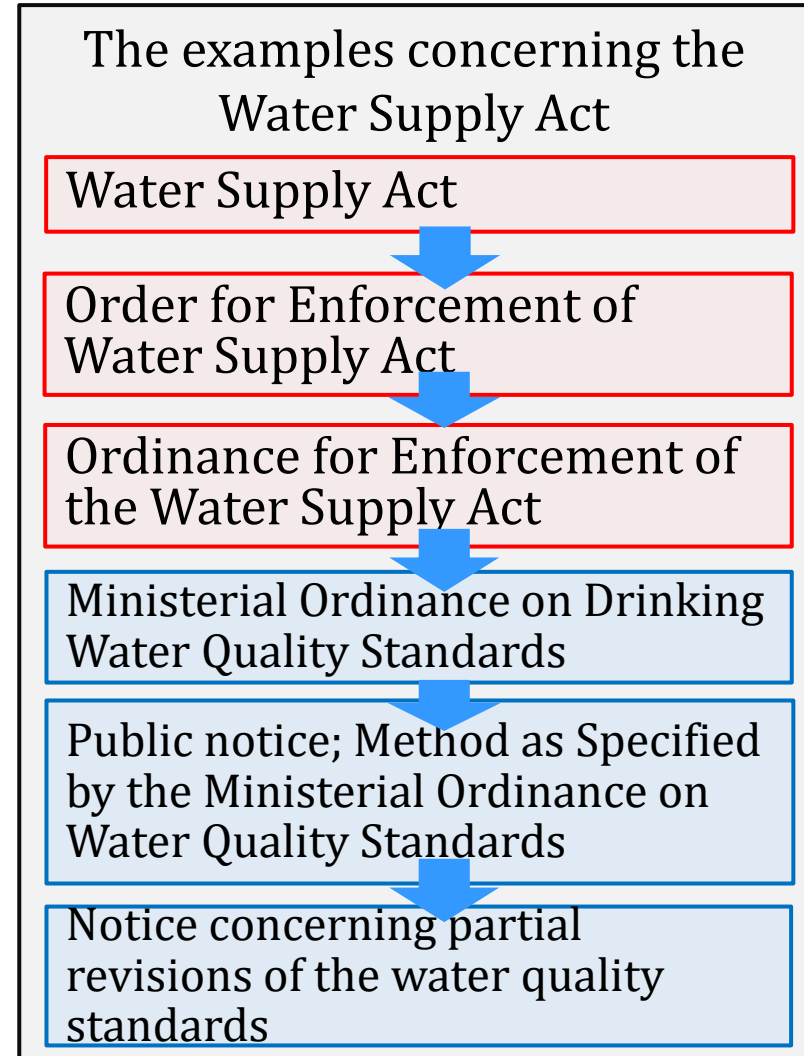 The examples concerning the
Water Supply Act
Water Supply Act
Order for Enforcement of
Water Supply Act
Ordinance for Enforcement of
the Water Supply Act
Ministerial Ordinance on Drinking
Water Quality Standards
Public notice; Method as Specified
by the Ministerial Ordinance on
Water Quality Standards
Notice concerning partial
revisions of the water quality
standards